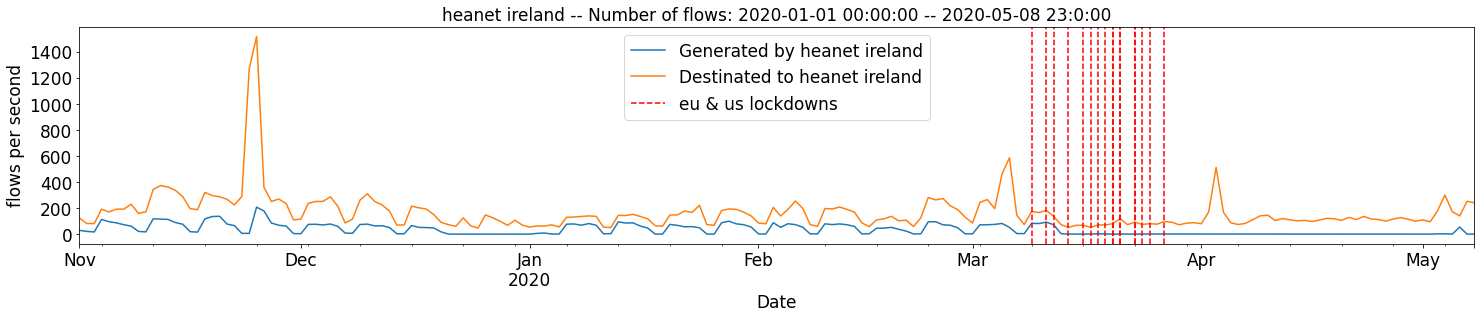 heanet ireland -- Number of flows: 2020-01-01 00:00:00 -- 2020-05-08 23:0:00
flows per second
1400
1200
1000
800
600
400
200
0
Generated by heanet ireland
Destinated to heanet ireland
eu & us lockdowns
Nov Dec Jan Feb Mar Apr May
2020
Date